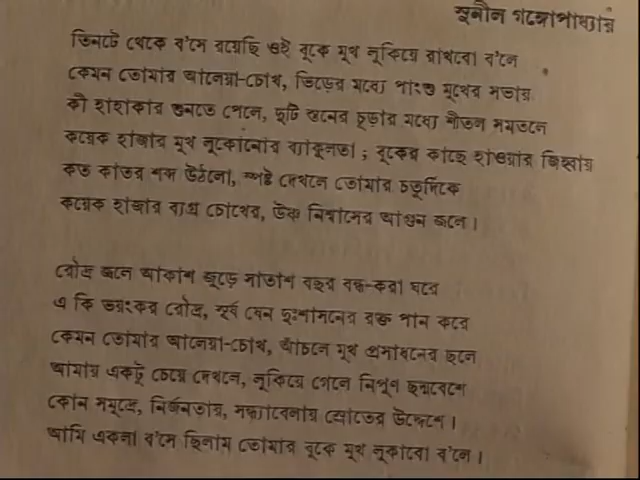 সুনীল গঙ্গোপাধ্যায়
তিনটে থেকে ব'সে রয়েছি ওই বুকে মুখ লুকিয়ে রাখবো ব'লে
কেমন তোমার আলেয়া-চোখ, ভিড়ের মধ্যে পাংশু মুখের সভায়
কী হাহাকার শুনতে পেলে, দুটি স্তনের চূড়ার মধ্যে শীতল সমতলে
কয়েক হাজার মুখ লুকোনোর ব্যাকুলতা ; বুকের কাছে হাওয়ার জিহ্বায়
কত কাতর শব্দ উঠলো, স্পষ্ট দেখলে তোমার চতুর্দিকে
কয়েক হাজার ব্যগ্র চোখের, উষ্ণ নিশ্বাসের আগুন জ্বলে ।
রৌদ্র জ্বলে আকাশ জুড়ে সাতাশ বছর বন্ধ-করা ঘরে
এ কি ভয়ংকর রৌদ্র, সূর্য যেন দুঃশাসনের রক্ত পান করে
কেমন তোমার আলেয়া-চোখ, আঁচলে মুখ প্রসাধনের ছলে
আমায় একটু চেয়ে দেখলে, লুকিয়ে গেলে নিপুণ ছদ্মবেশে
কোন সমুদ্রে, নির্জনতায়, সন্ধ্যাবেলায় স্রোতের উদ্দেশে ।
আমি একলা ব'সে ছিলাম তোমার বুকে মুখ লুকাবো ব'লে ।